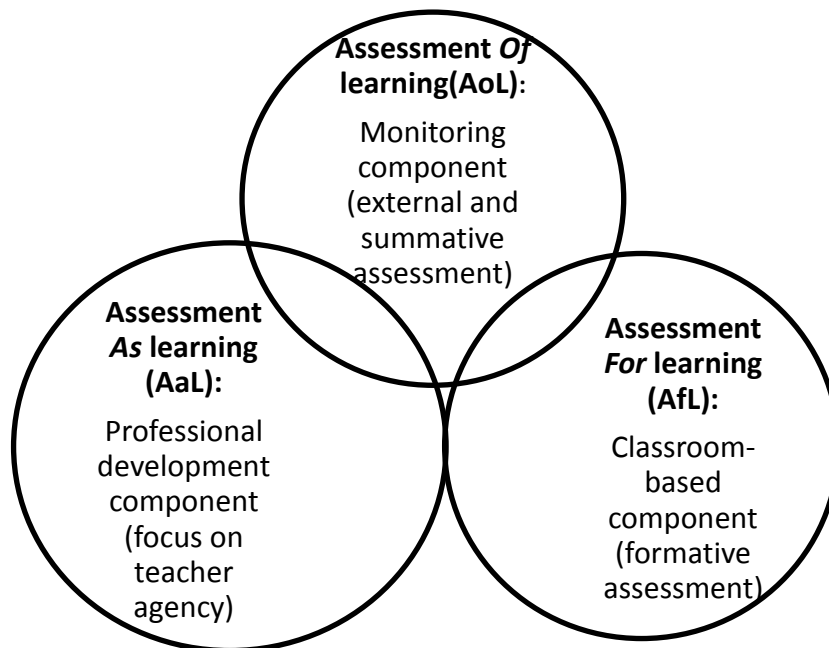 Assessment Of
learning(AoL):
Monitoring
component
(external and
summative
assessment)
Assessment
As learning
(AaL):
Professional
development
component
(focus on
teacher
agency)
Assessment
For learning
(AfL):
Classroom-
based
component
(formative
assessment)